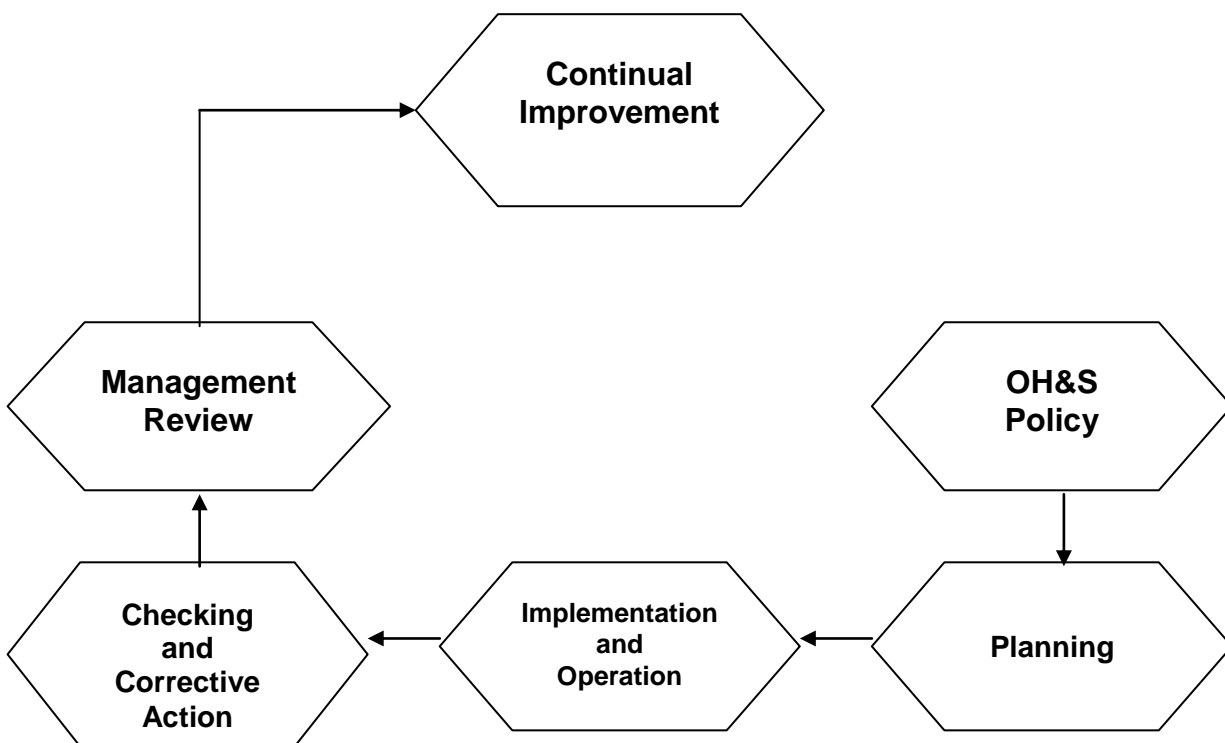 Continual
Improvement
Management
Review
OH&S
Policy
Checking
and
Corrective
Action
Implementation
and
Operation
Planning